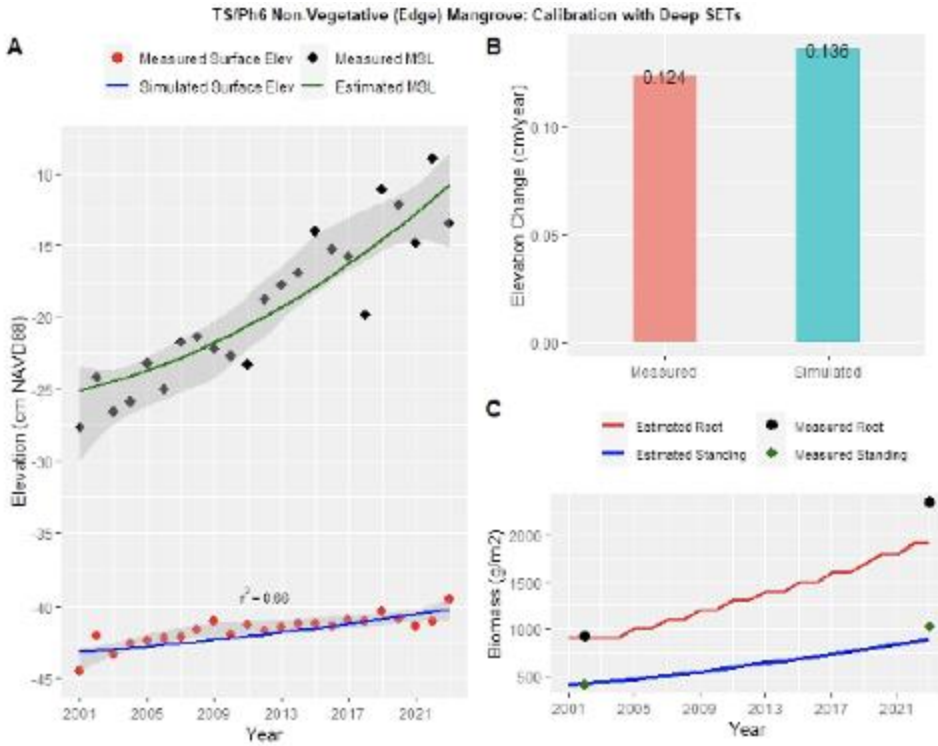 TS/Ph6 Non.Vegetative (Edge) Mangrove: Calibration with Deep SETs
A
Measured Surface Elev
Measured MSL
Simulated Surface Elev
Estimated MSL
Elevation (cm NAVD88)
-10
-15
-20
-25
-30
-35
-40
-45
2001
2005
2009
2013
2017
2021
Year
B
Elevation Change (cm/year)
0.10
0.05
0.00
0.124
0.136
Measured
Simulated
C
Estimated Root
Measured Root
Estimated Standing
Measured Standing
Biomass (g/m2)
2000
1500
1000
500
2001
2005
2009
2013
2017
2021
Year